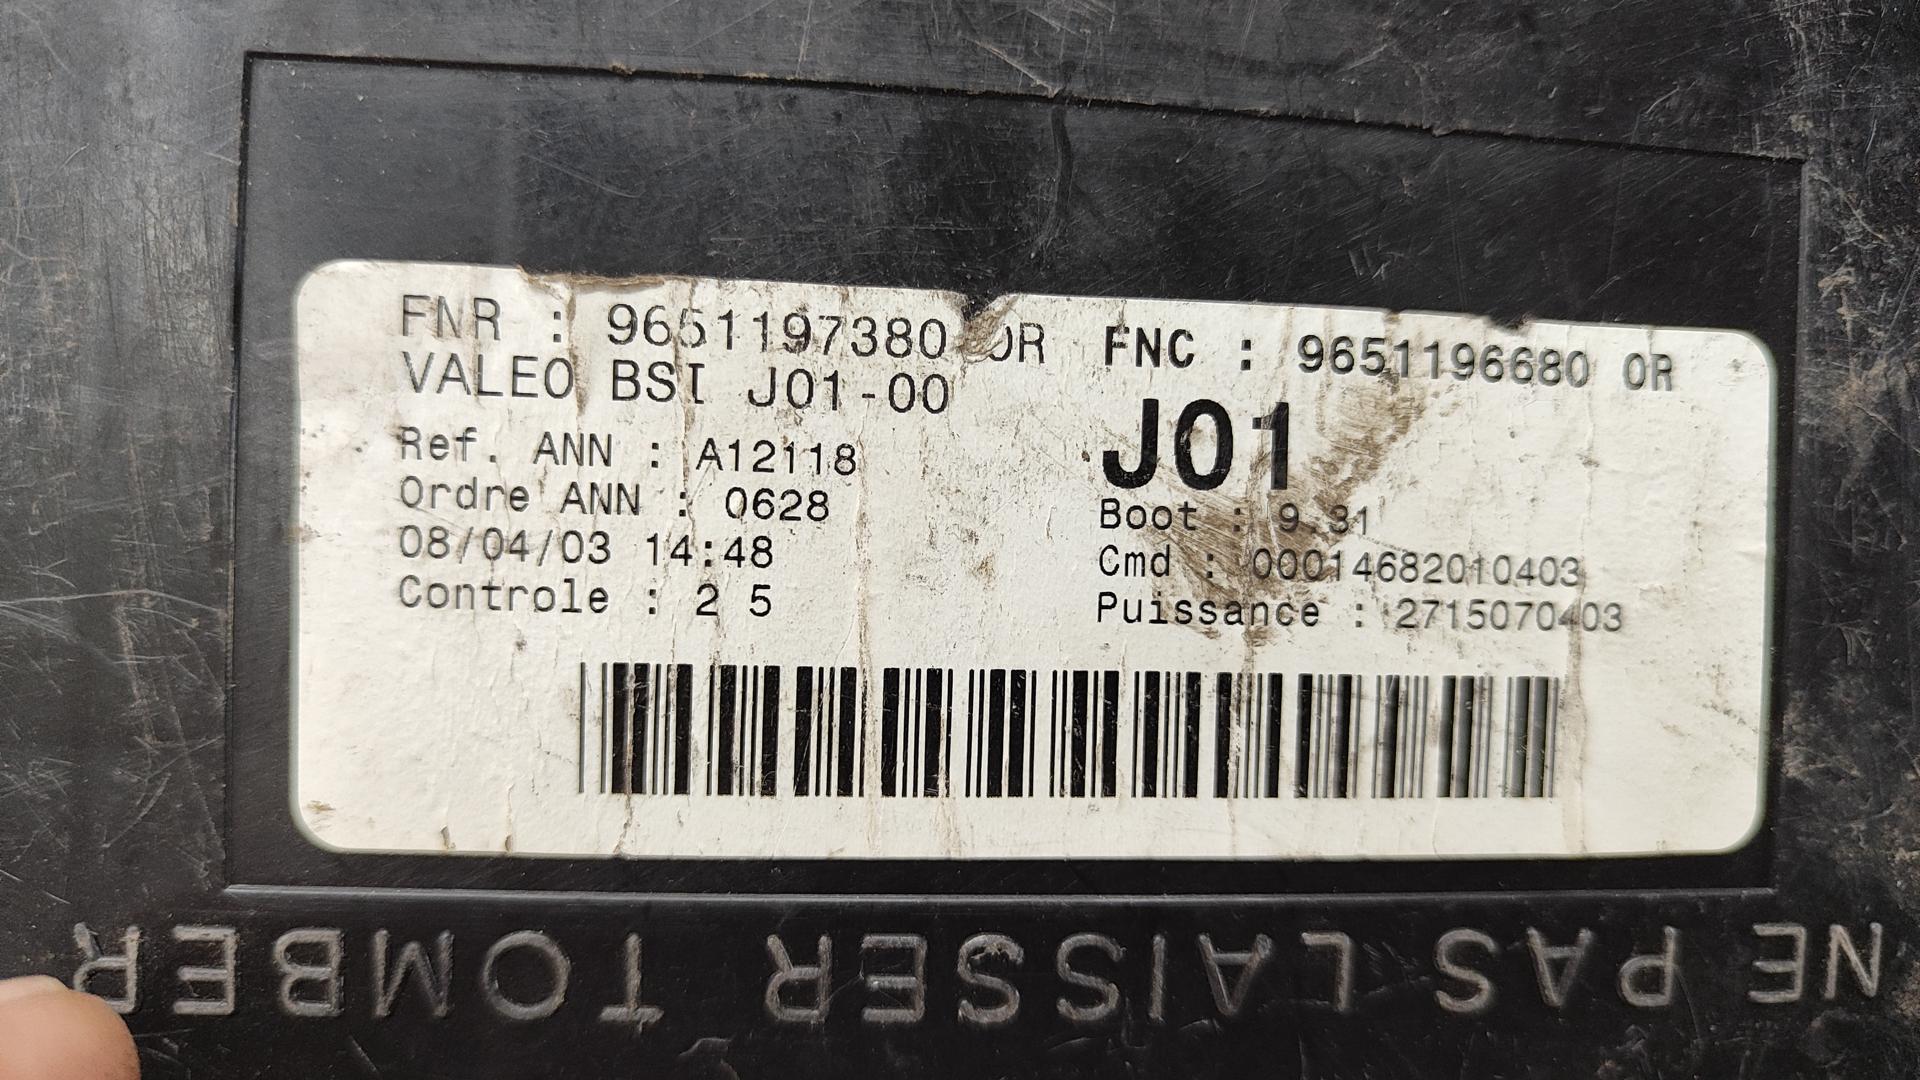 FNR : 9651197380 0R
FNC : 9651196680 0R
VALEO BSI J01-00
J01
Ref. ANN : A12118
Ordre ANN : 0628
08/04/03 14:48
Controle : 2 5
Boot : 9.31
Cmd : 00014682010403
Puissance : 2715070403
NE PAS LAISSER TOMBER